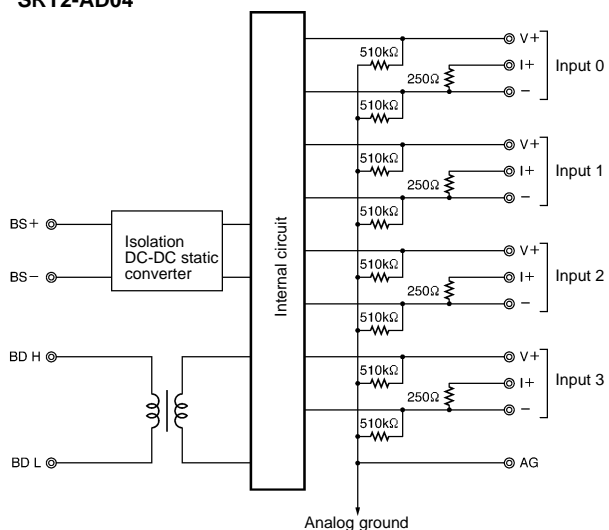 SRT2-AD04
V+
510kΩ
I+
Input 0
250Ω
510kΩ
−
V+
510kΩ
I+
Input 1
250Ω
−
510kΩ
BS+
Isolation
DC-DC static
converter
BS−
Internal circuit
V+
510kΩ
I+
Input 2
250Ω
−
510kΩ
BD H
V+
510kΩ
I+
Input 3
250Ω
−
510kΩ
BD L
AG
Analog ground